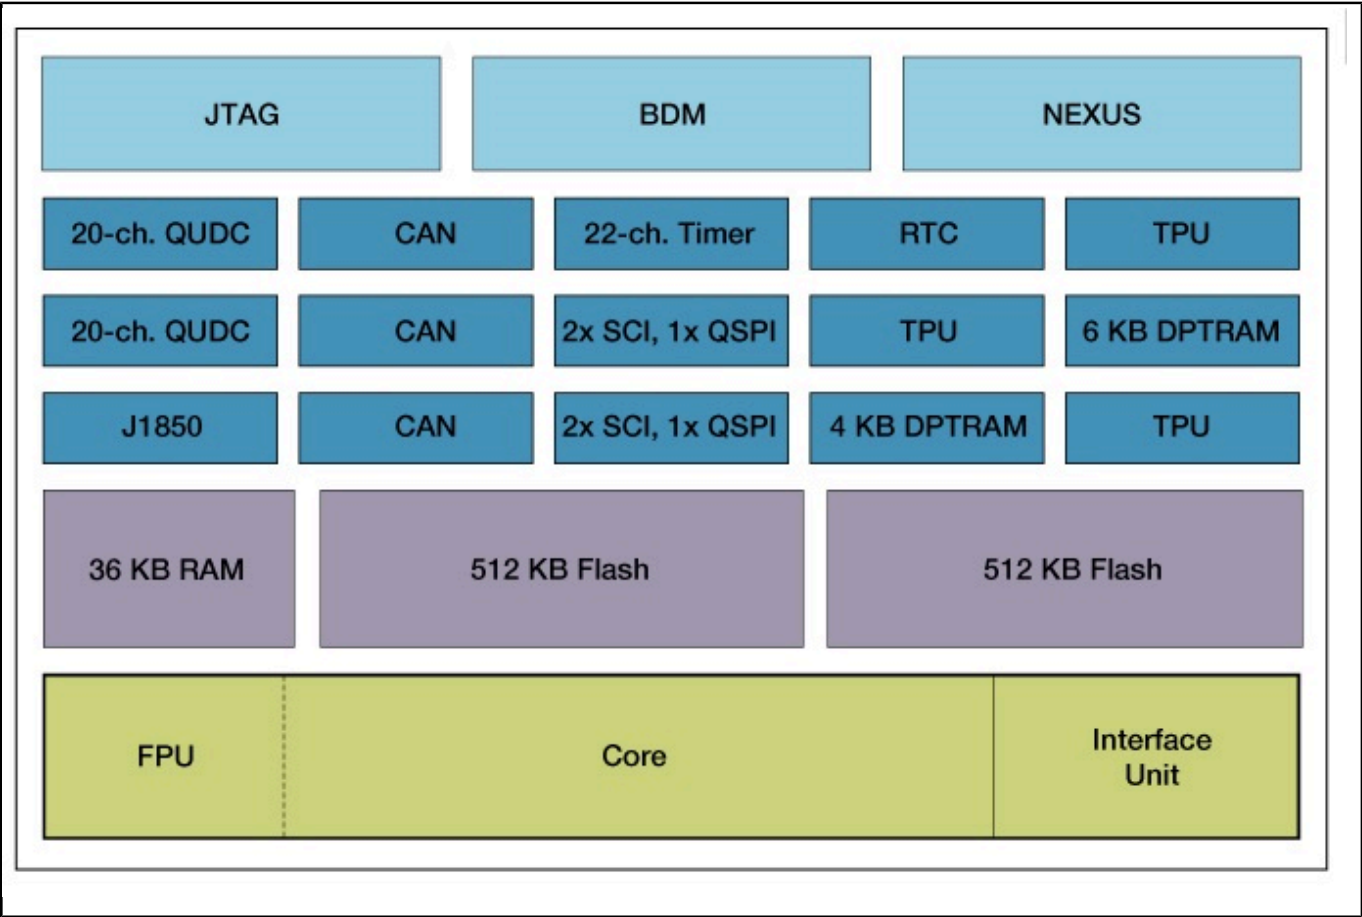 JTAG
BDM
NEXUS
20-ch. QUDC
CAN
22-ch. Timer
RTC
TPU
20-ch. QUDC
CAN
2x SCI, 1x QSPI
TPU
6 KB DPTRAM
J1850
CAN
2x SCI, 1x QSPI
4 KB DPTRAM
TPU
36 KB RAM
512 KB Flash
512 KB Flash
FPU
Core
Interface
Unit